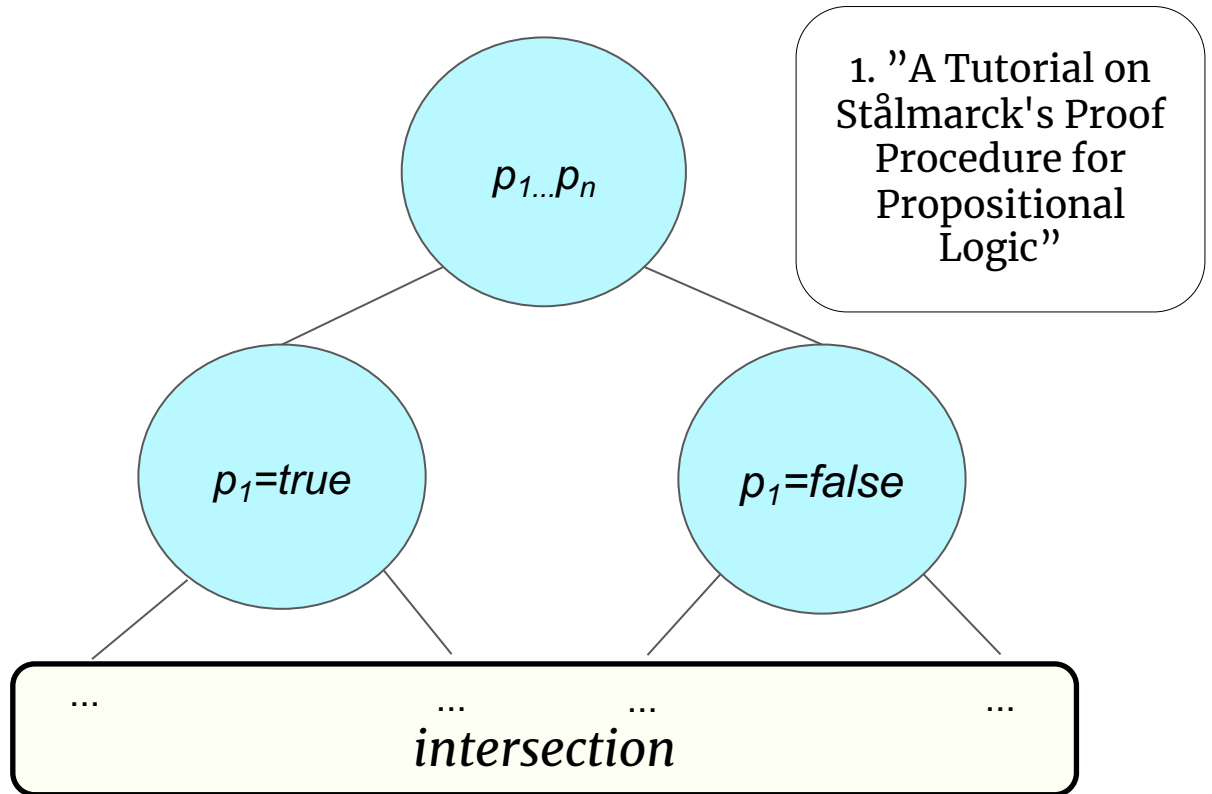 1. ”A Tutorial on
Stålmarck's Proof
Procedure for
Propositional
Logic”
p1...pn
p1=true
p1=false
... ... ... ...
intersection